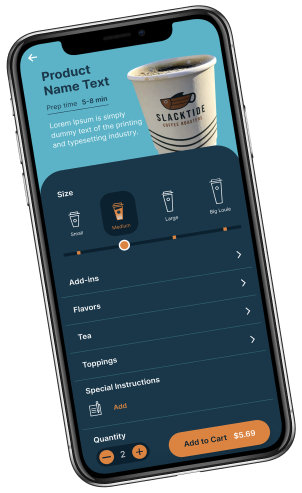 Product
Name Text
Prep time 5-8 min
Lorem Ipsum is simply
dummy text of the printing
and typesetting industry.
SLACKTIDE
COFFEE ROASTERS
Size
Small
Medium
Large
Big Louie
Add-ins
Flavors
Tea
Toppings
Special Instructions
Add
Quantity
2
Add to Cart $5.69